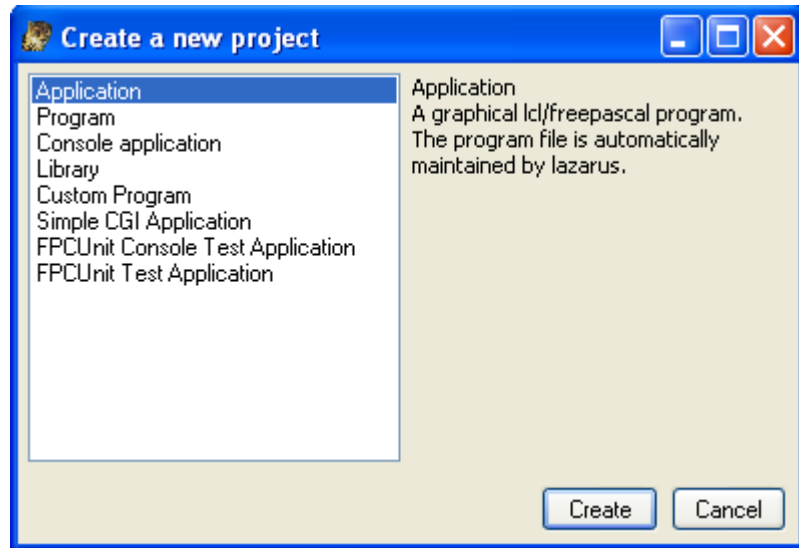 Create a new project
Application
Program
Console application
Library
Custom Program
Simple CGI Application
FPCUnit Console Test Application
FPCUnit Test Application
Application
A graphical lcl/freepascal program.
The program file is automatically
maintained by lazarus.
Create
Cancel